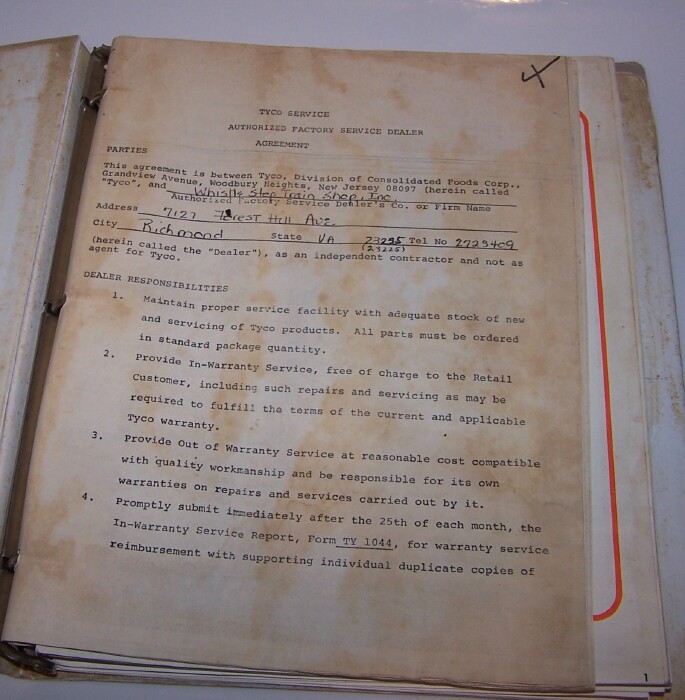 4
TYCO SERVICE
AUTHORIZED FACTORY SERVICE DEALER
AGREEMENT
PARTIES
This agreement is between Tyco, Division of Consolidated Foods Corp.,
Grandview Avenue, Woodbury Heights, New Jersey 08097 (herein called
"Tyco", and Whistle Stop Train Shop, Inc.
Authorized Factory Service Dealer's Co. or Firm Name
Address 7127 Forest Hill Ave.
City Richmond State VA 23225 Tel No 2723409
(23225)
(herein called the "Dealer"), as an independent contractor and not as
agent for Tyco.
DEALER RESPONSIBILITIES
1. Maintain proper service facility with adequate stock of new
and servicing of Tyco products. All parts must be ordered
in standard package quantity.
2. Provide In-Warranty Service, free of charge to the Retail
Customer, including such repairs and servicing as may be
required to fulfill the terms of the current and applicable
Tyco warranty.
3. Provide Out of Warranty Service at reasonable cost compatible
with quality workmanship and be responsible for its own
warranties on repairs and services carried out by it.
4. Promptly submit immediately after the 25th of each month, the
In-Warranty Service Report, Form TY 1044, for warranty service
reimbursement with supporting individual duplicate copies of
1